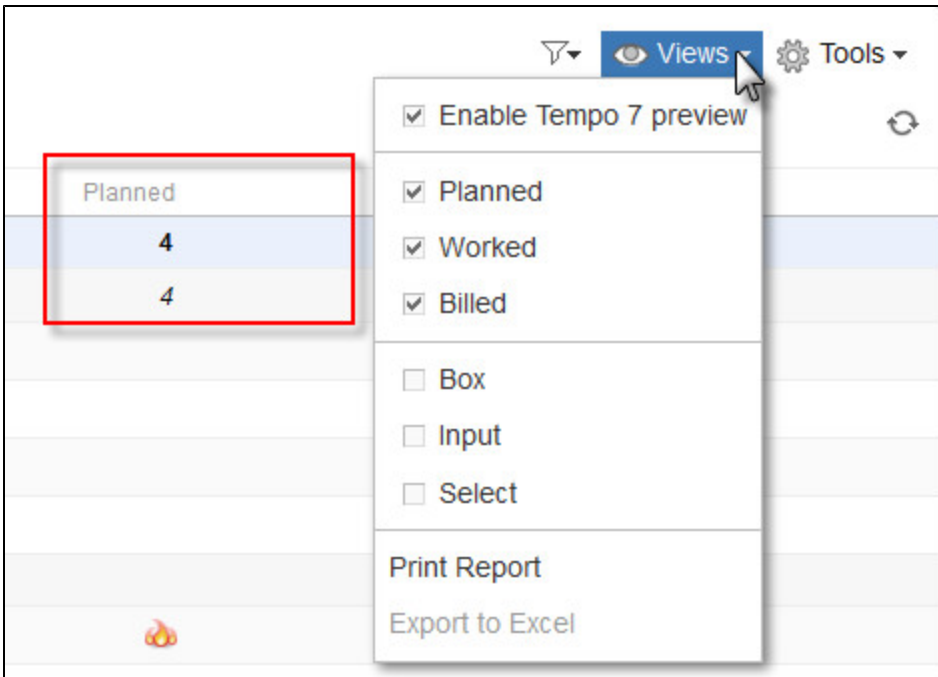 Views
Tools
Enable Tempo 7 preview
Planned
4
4
Planned
Worked
Billed
Box
Input
Select
Print Report
Export to Excel